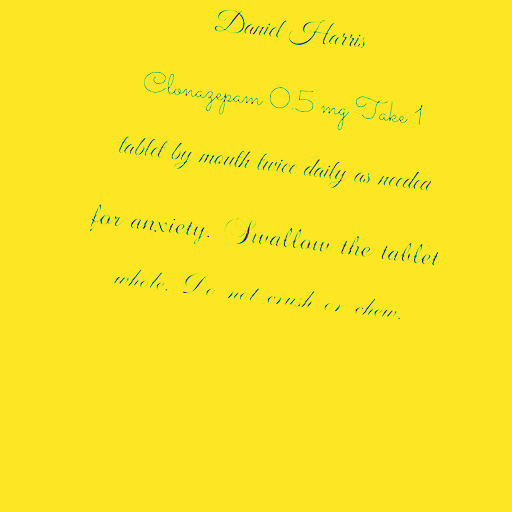 Daniel Harris
Clonazepam 0.5 mg Take 1
tablet by mouth twice daily as needed
for anxiety. Swallow the tablet
whole. Do not crush or chew.